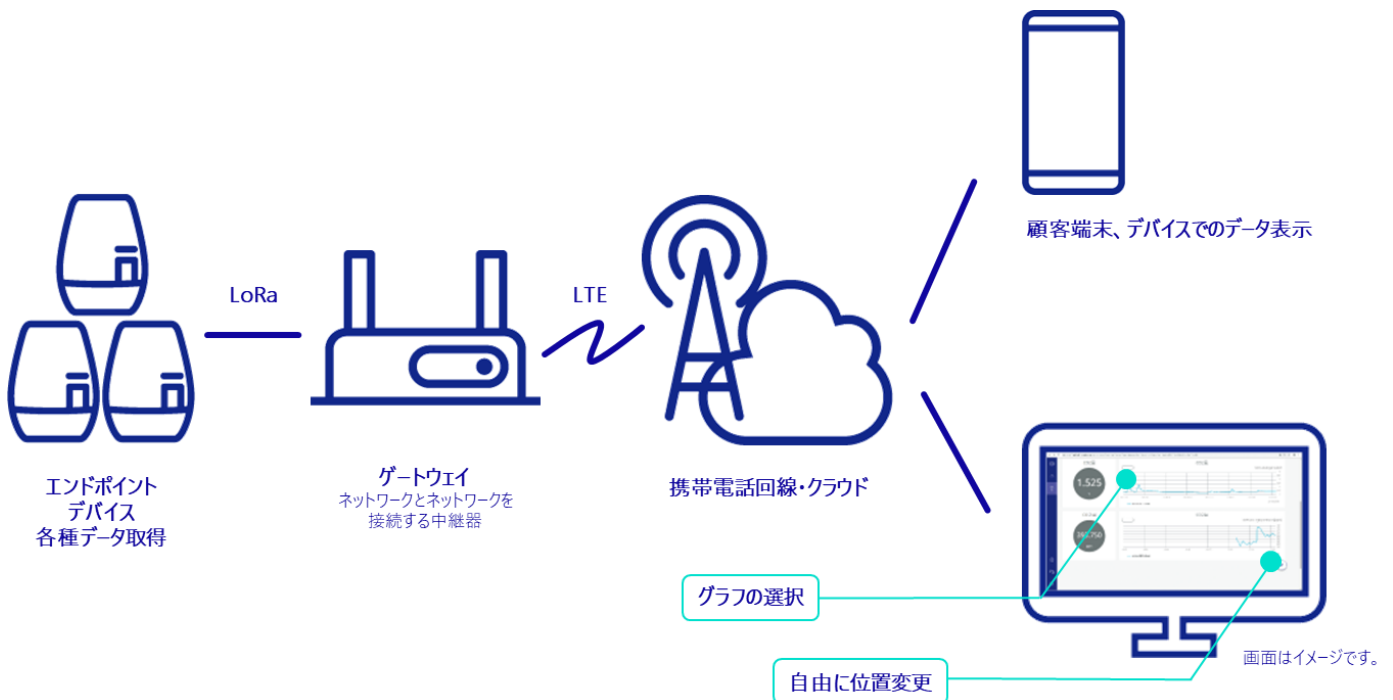 エンドポイント
デバイス
各種データ取得
LoRa
ゲートウェイ
ネットワークとネットワークを
接続する中継器
LTE
携帯電話回線・クラウド
顧客端末、デバイスでのデータ表示
1.525
グラフの選択
自由に位置変更
画面はイメージです。